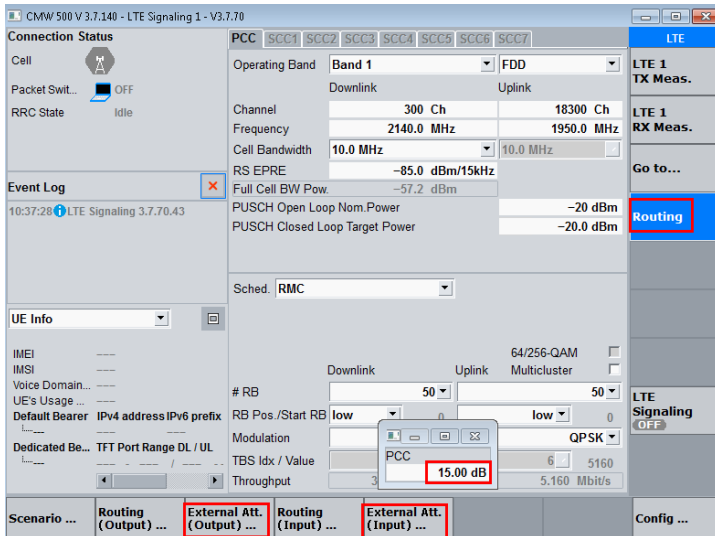 CMW 500 V 3.7.140 - LTE Signaling 1 - V3.7.70
Connection Status
Cell
Packet Swit... OFF
RRC State Idle
Event Log
10:37:28 LTE Signaling 3.7.70.43
UE Info
IMEI ---
IMSI ---
Voice Domain... ---
UE's Usage ... ---
Default Bearer IPv4 address IPv6 prefix
--- ---
Dedicated Be... TFT Port Range DL / UL
--- --- - --- / --- --
PCC SCC1 SCC2 SCC3 SCC4 SCC5 SCC6 SCC7
Operating Band Band 1 FDD
Downlink Uplink
Channel 300 Ch 18300 Ch
Frequency 2140.0 MHz 1950.0 MHz
Cell Bandwidth 10.0 MHz 10.0 MHz
RS EPRE -85.0 dBm/15kHz
Full Cell BW Pow. -57.2 dBm
PUSCH Open Loop Nom.Power -20 dBm
PUSCH Closed Loop Target Power -20.0 dBm
Sched. RMC
64/256-QAM
Downlink Uplink Multicluster
# RB 50 50
RB Pos./Start RB low 0 low 0
Modulation QPSK
TBS Idx / Value 6 5160
Throughput 3 5.160 Mbit/s
PCC
15.00 dB
LTE
LTE 1
TX Meas.
LTE 1
RX Meas.
Go to...
Routing
LTE
Signaling
OFF
Scenario ...
Routing
(Output) ...
External Att.
(Output) ...
Routing
(Input) ...
External Att.
(Input) ...
Config ...